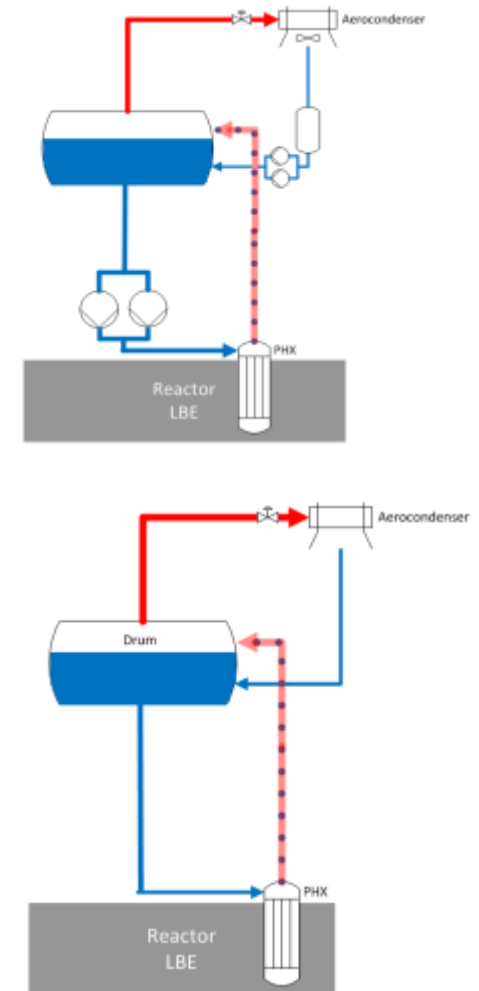 Aerocondenser
PHX
Reactor
LBE
Aerocondenser
Drum
PHX
Reactor
LBE